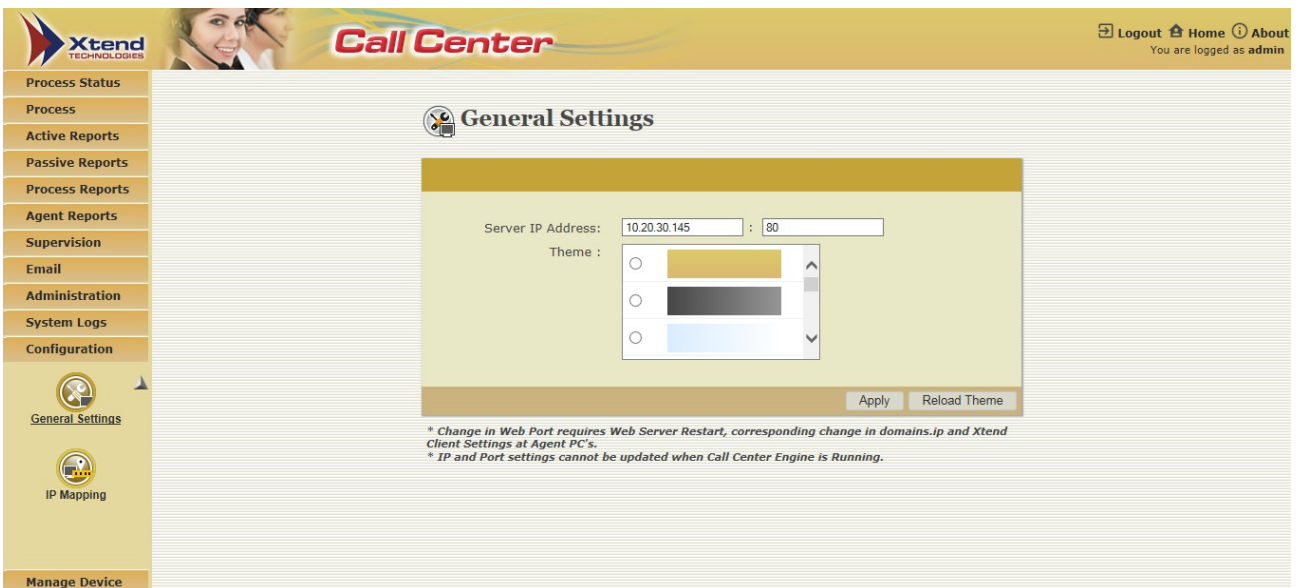 Xtend
TECHNOLOGIES
Call Center
Logout Home About
You are logged as admin
Process Status
Process
Active Reports
Passive Reports
Process Reports
Agent Reports
Supervision
Email
Administration
System Logs
Configuration
General Settings
IP Mapping
Manage Device
General Settings
Server IP Address: 10.20.30.145 : 80
Theme :
Apply Reload Theme
* Change in Web Port requires Web Server Restart, corresponding change in domains.ip and Xtend
Client Settings at Agent PC's.
* IP and Port settings cannot be updated when Call Center Engine is Running.